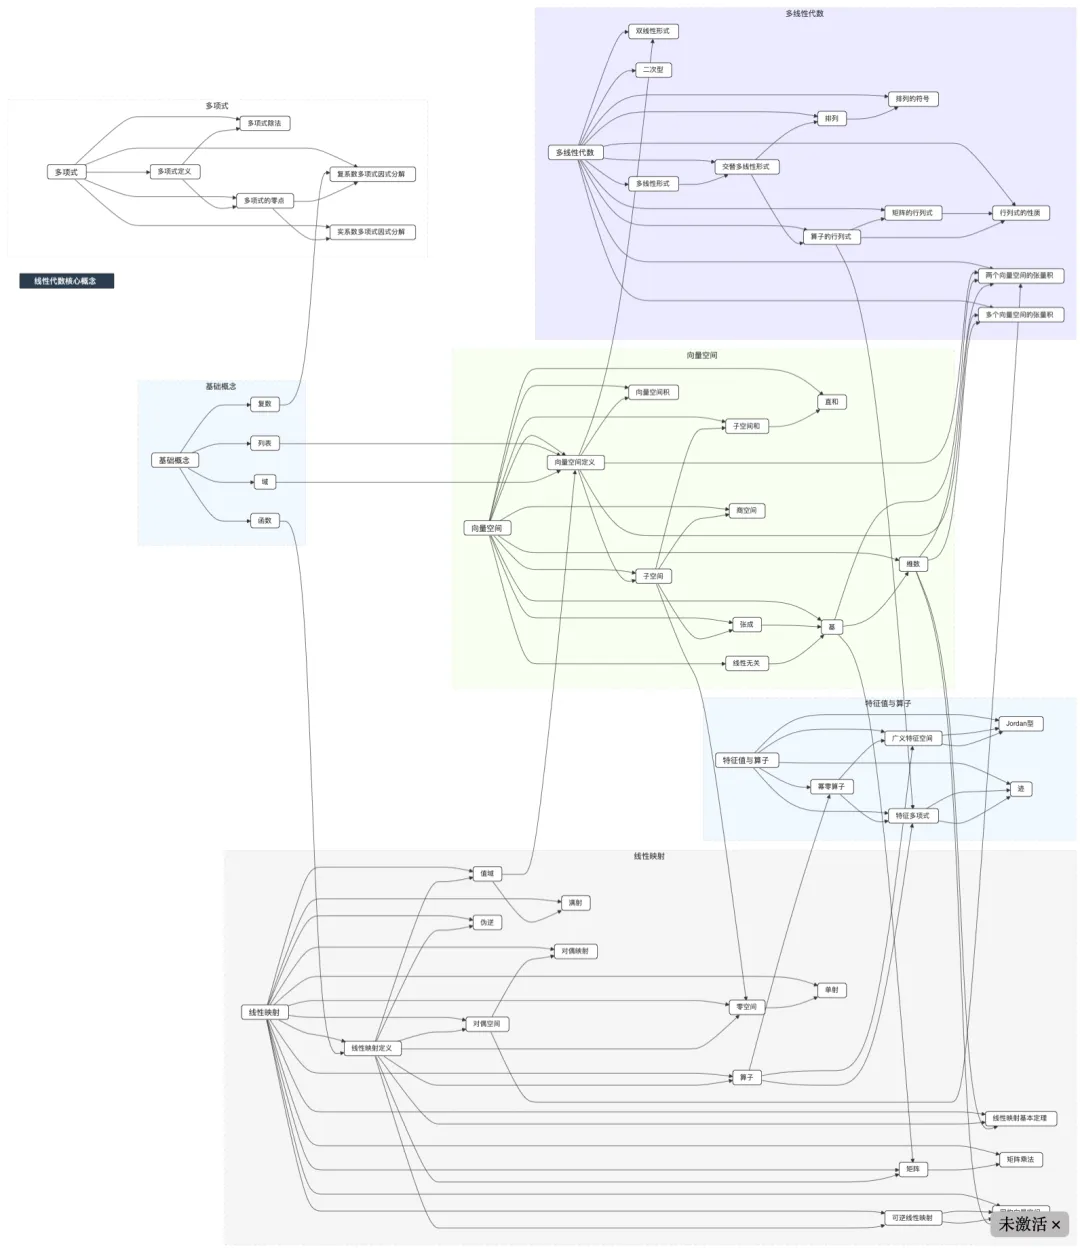 多线性代数
双线性形式
二次型
排列的符号
排列
多线性代数
交替多线性形式
多线性形式
矩阵的行列式
行列式的性质
算子的行列式
两个向量空间的张量积
多个向量空间的张量积
多项式
多项式除法
多项式
多项式定义
复系数多项式因式分解
多项式的零点
实系数多项式因式分解
线性代数核心概念
基础概念
复数
列表
基础概念
域
函数
向量空间
向量空间积
直和
子空间和
向量空间定义
商空间
向量空间
维数
子空间
张成
基
线性无关
特征值与算子
Jordan型
广义特征空间
特征值与算子
幂零算子
迹
特征多项式
线性映射
值域
满射
伪逆
对偶映射
单射
零空间
线性映射
对偶空间
线性映射定义
算子
线性映射基本定理
矩阵乘法
矩阵
可逆线性映射
未激活 ×